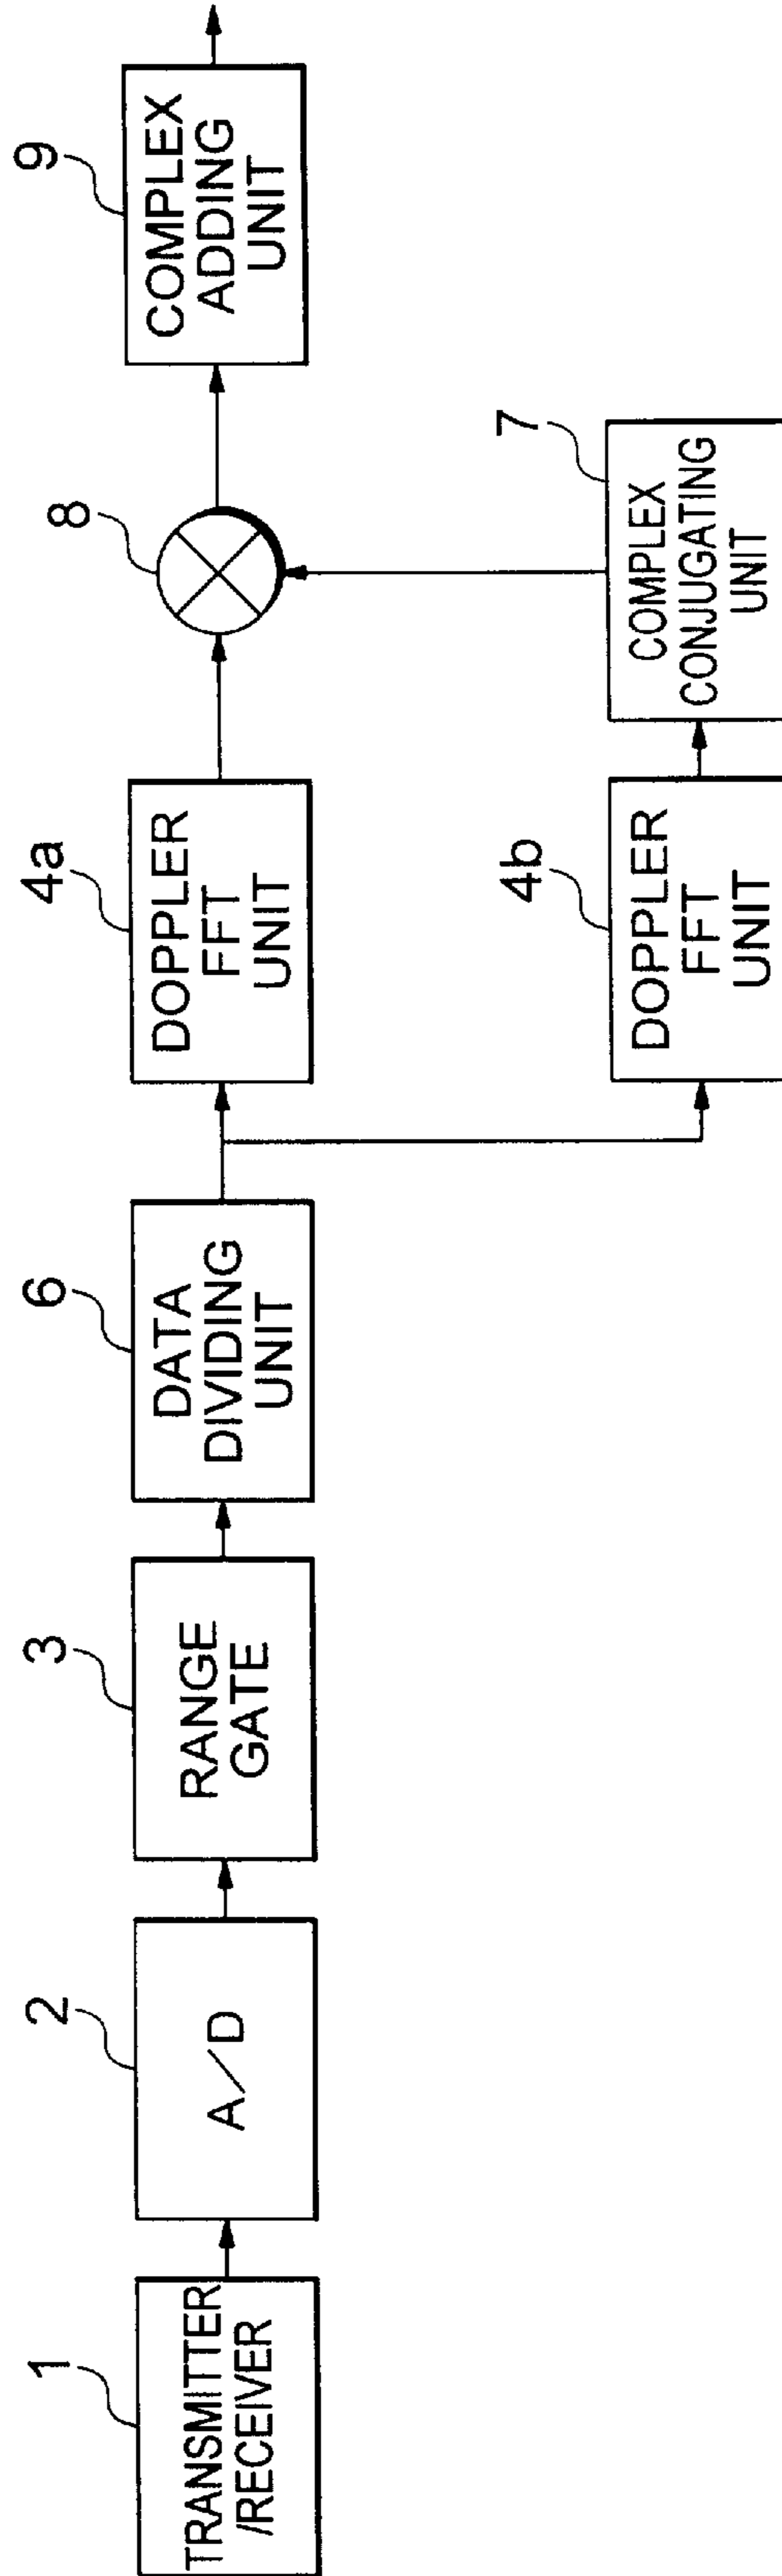 1
TRANSMITTER
/RECEIVER
2
A/D
3
RANGE
GATE
6
DATA
DIVIDING
UNIT
4a
DOPPLER
FFT
UNIT
8
9
COMPLEX
ADDING
UNIT
4b
DOPPLER
FFT
UNIT
7
COMPLEX
CONJUGATING
UNIT